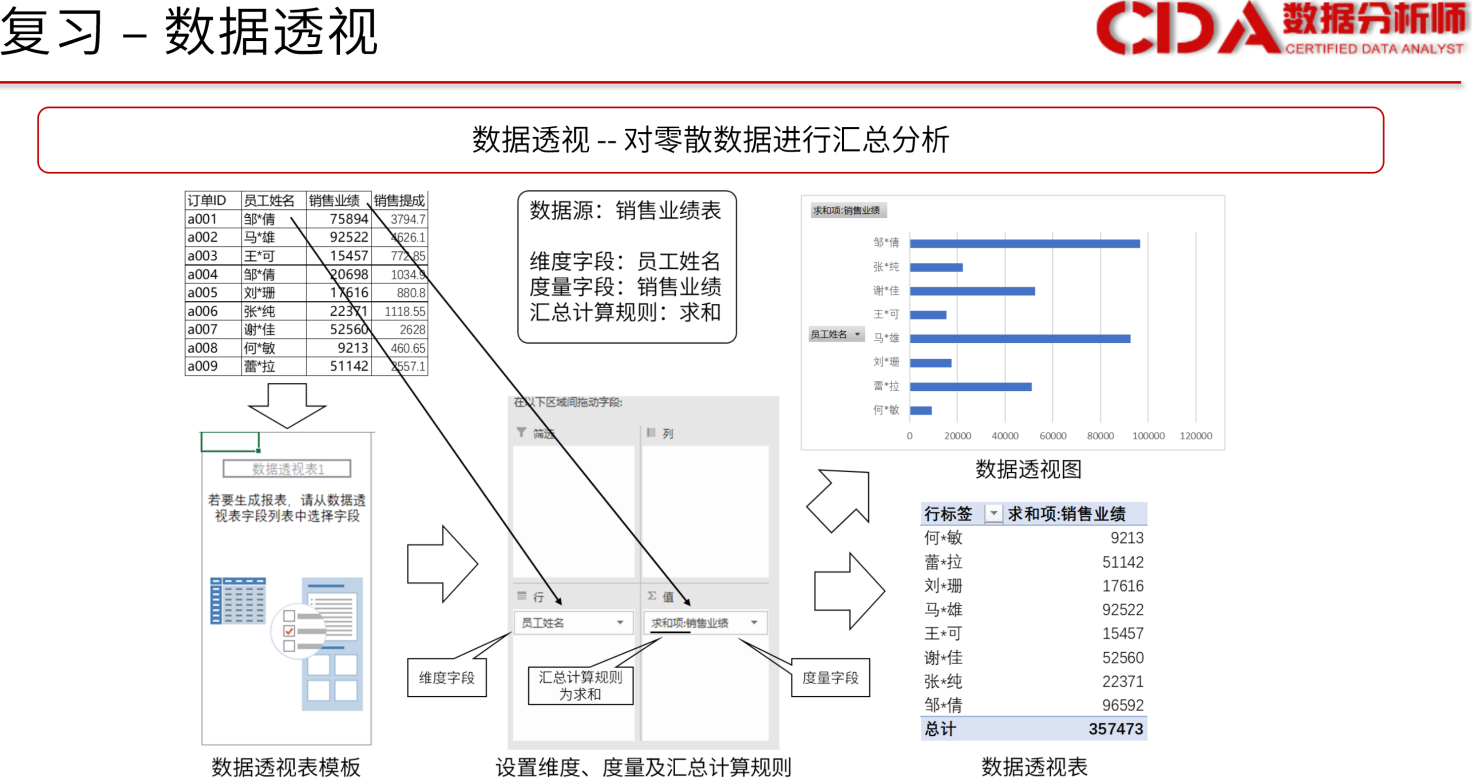 复习 – 数据透视
CDA 数据分析师
CERTIFIED DATA ANALYST
数据透视 -- 对零散数据进行汇总分析
订单ID 员工姓名 销售业绩 销售提成
a001 邹*倩 75894 3794.7
a002 马*雄 92522 4626.1
a003 王*可 15457 772.85
a004 邹*倩 20698 1034.9
a005 刘*珊 17616 880.8
a006 张*纯 22371 1118.55
a007 谢*佳 52560 2628
a008 何*敏 9213 460.65
a009 蕾*拉 51142 2557.1
数据透视表1
若要生成报表，请从数据透
视表字段列表中选择字段
数据透视表模板
数据源：销售业绩表
维度字段：员工姓名
度量字段：销售业绩
汇总计算规则：求和
在以下区域间拖动字段:
筛选 列
行 Σ 值
员工姓名 求和项:销售业绩
维度字段
汇总计算规则
为求和
度量字段
设置维度、度量及汇总计算规则
求和项:销售业绩
员工姓名
邹*倩
张*纯
谢*佳
王*可
马*雄
刘*珊
蕾*拉
何*敏
0 20000 40000 60000 80000 100000 120000
数据透视图
行标签 求和项:销售业绩
何*敏 9213
蕾*拉 51142
刘*珊 17616
马*雄 92522
王*可 15457
谢*佳 52560
张*纯 22371
邹*倩 96592
总计 357473
数据透视表